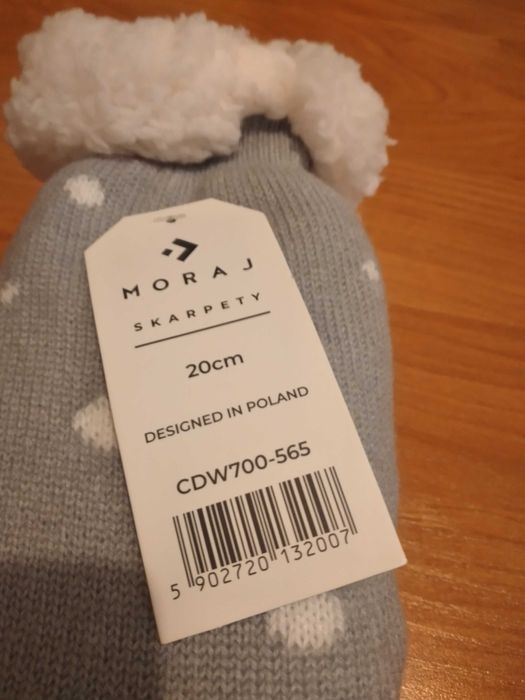 MORAJ
SKARPETY
20cm
DESIGNED IN POLAND
CDW700-565
5 902720 132007